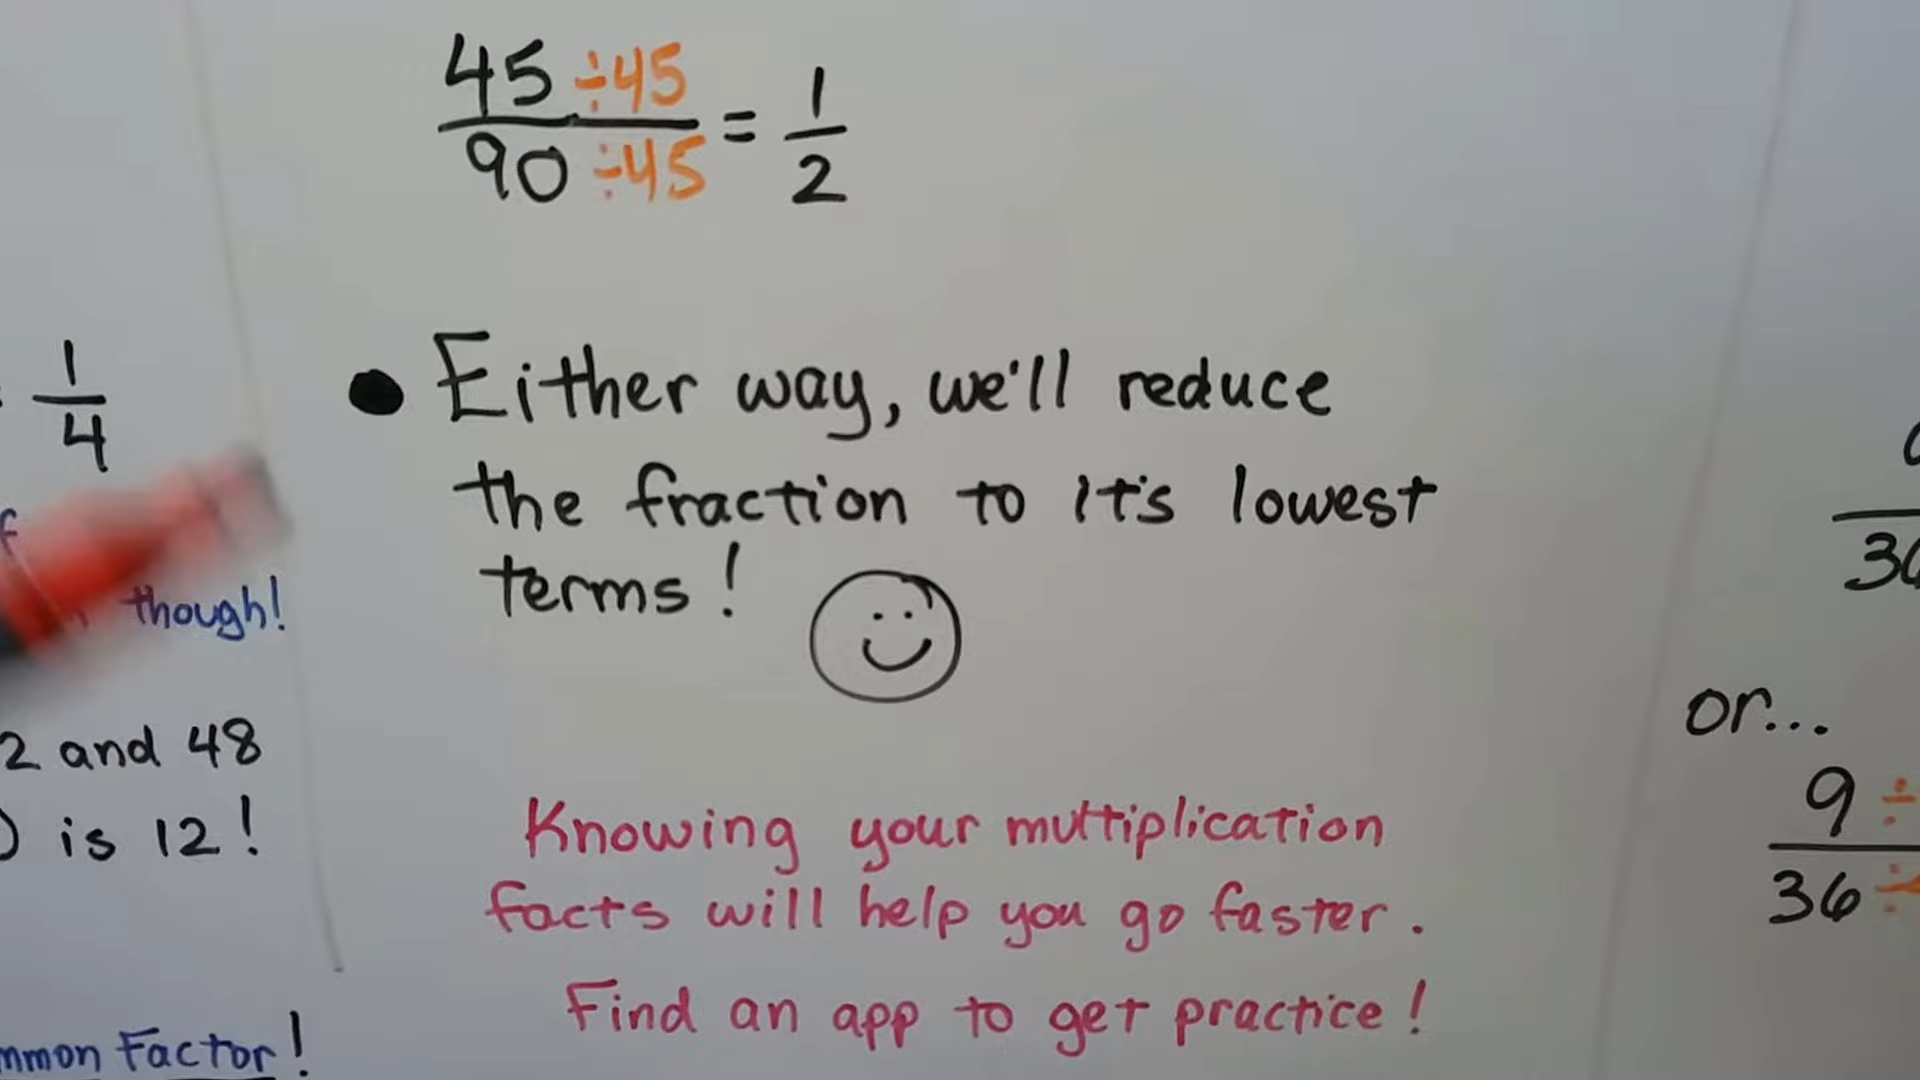 45 ÷45
90 ÷45
= 1
2
Either way, we'll reduce
the fraction to it's lowest
terms!
Knowing your multiplication
facts will help you go faster.
Find an app to get practice!
1
4
though!
2 and 48
is 12!
Factor!
or...
9 ÷
36 ÷